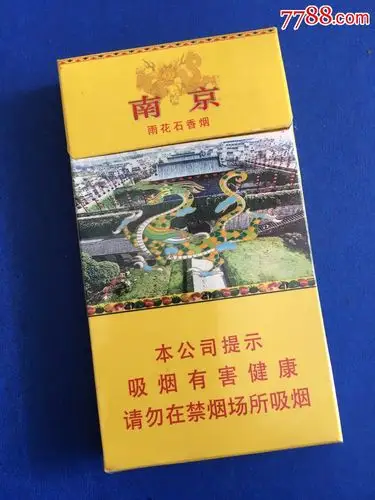 7788.com
南京
雨花石香烟
本公司提示
吸烟有害健康
请勿在禁烟场所吸烟